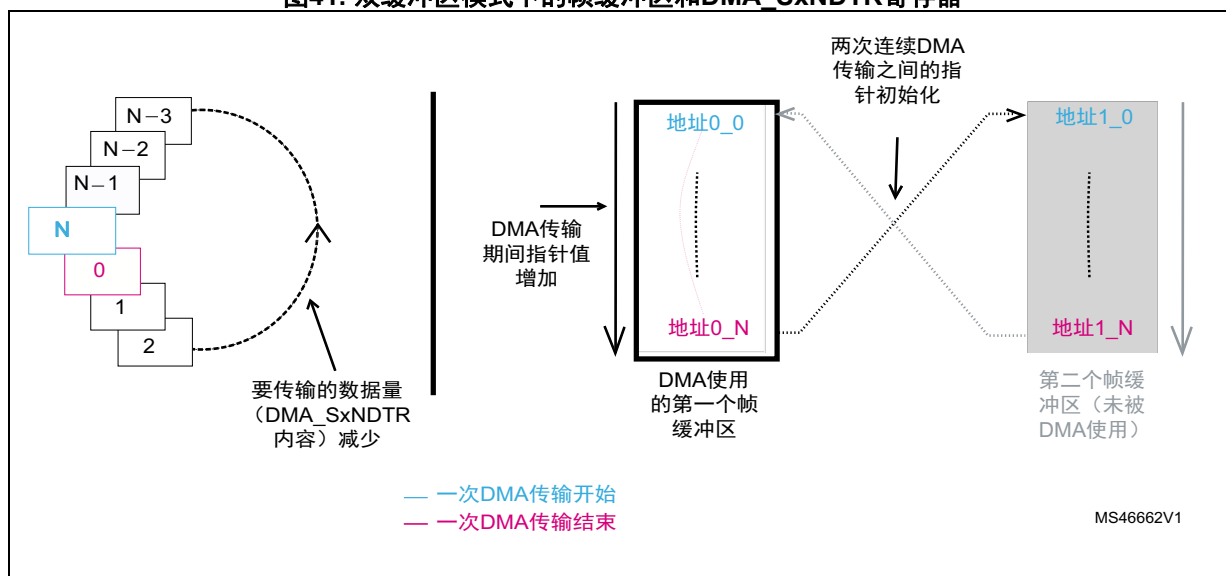 N−3
N−2
N−1
N
0
1
2
要传输的数据量
（DMA_SxNDTR
内容）减少
DMA传输
期间指针值
增加
地址0_0
地址0_N
DMA使用
的第一个帧
缓冲区
两次连续DMA
传输之间的指
针初始化
地址1_0
地址1_N
第二个帧缓
冲区（未被
DMA使用）
一次DMA传输开始
一次DMA传输结束
MS46662V1